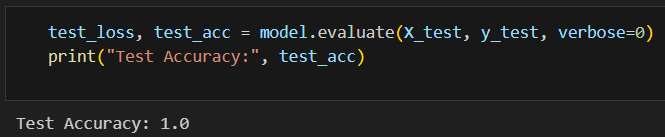 test_loss, test_acc = model.evaluate(X_test, y_test, verbose=0)
print("Test Accuracy:", test_acc)
Test Accuracy: 1.0